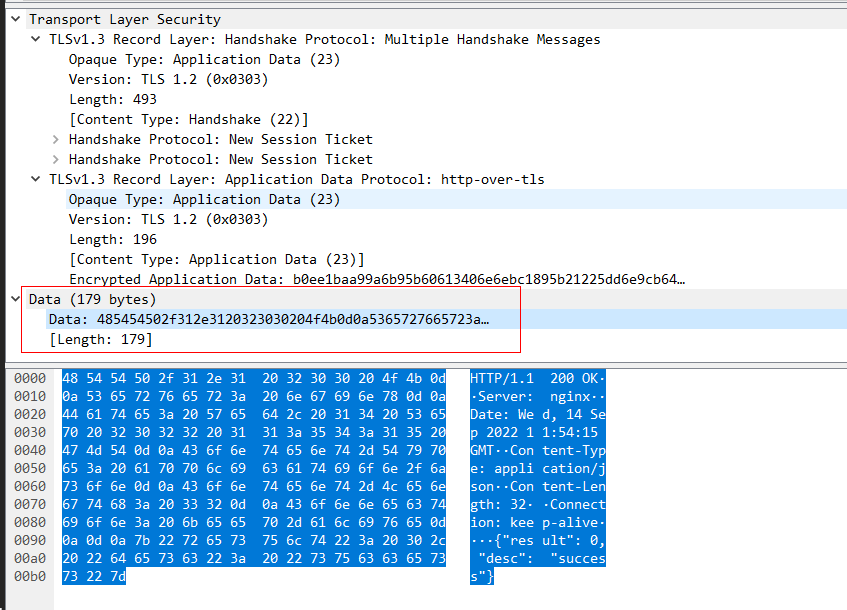 Transport Layer Security
TLSv1.3 Record Layer: Handshake Protocol: Multiple Handshake Messages
Opaque Type: Application Data (23)
Version: TLS 1.2 (0x0303)
Length: 493
[Content Type: Handshake (22)]
Handshake Protocol: New Session Ticket
Handshake Protocol: New Session Ticket
TLSv1.3 Record Layer: Application Data Protocol: http-over-tls
Opaque Type: Application Data (23)
Version: TLS 1.2 (0x0303)
Length: 196
[Content Type: Application Data (23)]
Encrypted Application Data: b0ee1baa99a6b95b60613406e6ebc1895b21225dd6e9cb64…
Data (179 bytes)
Data: 485454502f312e3120323030204f4b0d0a5365727665723a…
[Length: 179]
0000 48 54 54 50 2f 31 2e 31 20 32 30 30 20 4f 4b 0d HTTP/1.1 200 OK·
0010 0a 53 65 72 76 65 72 3a 20 6e 67 69 6e 78 0d 0a ·Server: nginx··
0020 44 61 74 65 3a 20 57 65 64 2c 20 31 34 20 53 65 Date: We d, 14 Se
0030 70 20 32 30 32 32 20 31 31 3a 35 34 3a 31 35 20 p 2022 1 1:54:15
0040 47 4d 54 0d 0a 43 6f 6e 74 65 6e 74 2d 54 79 70 GMT··Con tent-Typ
0050 65 3a 20 61 70 70 6c 69 63 61 74 69 6f 6e 2f 6a e: appli cation/j
0060 73 6f 6e 0d 0a 43 6f 6e 74 65 6e 74 2d 4c 65 6e son··Con tent-Len
0070 67 74 68 3a 20 33 32 0d 0a 43 6f 6e 6e 65 63 74 gth: 32· ·Connect
0080 69 6f 6e 3a 20 6b 65 65 70 2d 61 6c 69 76 65 0d ion: kee p-alive·
0090 0a 0d 0a 7b 22 72 65 73 75 6c 74 22 3a 20 30 2c ···{"res ult": 0,
00a0 20 22 64 65 73 63 22 3a 20 22 73 75 63 63 65 73 "desc": "succes
00b0 73 22 7d s"}